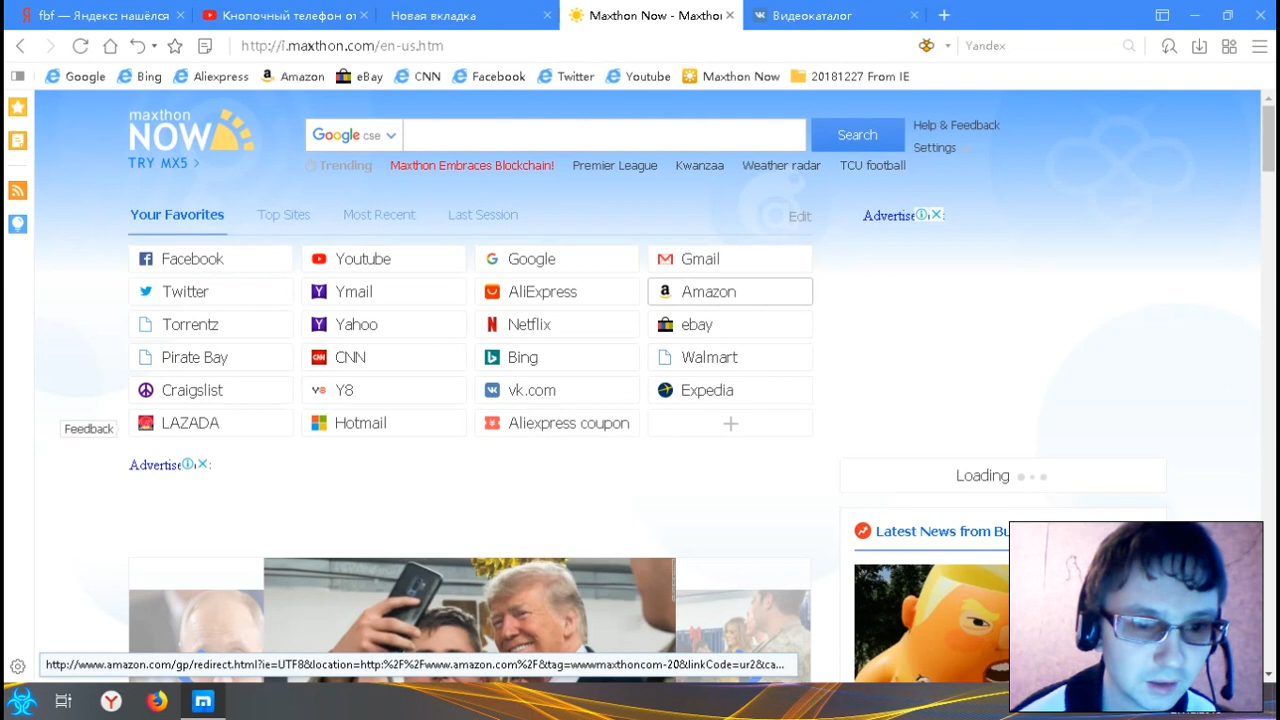 fbf — Яндекс: нашёлся
Кнопочный телефон от
Новая вкладка
Maxthon Now - Maxthon
Видеокаталог
http://i.maxthon.com/en-us.htm
Yandex
Google
Bing
Aliexpress
Amazon
eBay
CNN
Facebook
Twitter
Youtube
Maxthon Now
20181227 From IE
maxthon
NOW
TRY MX5 >
Google cse
Search
Help & Feedback
Settings
Trending
Maxthon Embraces Blockchain!
Premier League
Kwanzaa
Weather radar
TCU football
Your Favorites
Top Sites
Most Recent
Last Session
Edit
Advertise
Facebook
Youtube
Google
Gmail
Twitter
Ymail
AliExpress
Amazon
Torrentz
Yahoo
Netflix
ebay
Pirate Bay
CNN
Bing
Walmart
Craigslist
Y8
vk.com
Expedia
LAZADA
Hotmail
Aliexpress coupon
Feedback
Advertise
Loading
Latest News from Bu
http://www.amazon.com/gp/redirect.html?ie=UTF8&location=http:%2F%2Fwww.amazon.com%2F&tag=wwwmaxthoncom-20&linkCode=ur2&ca...